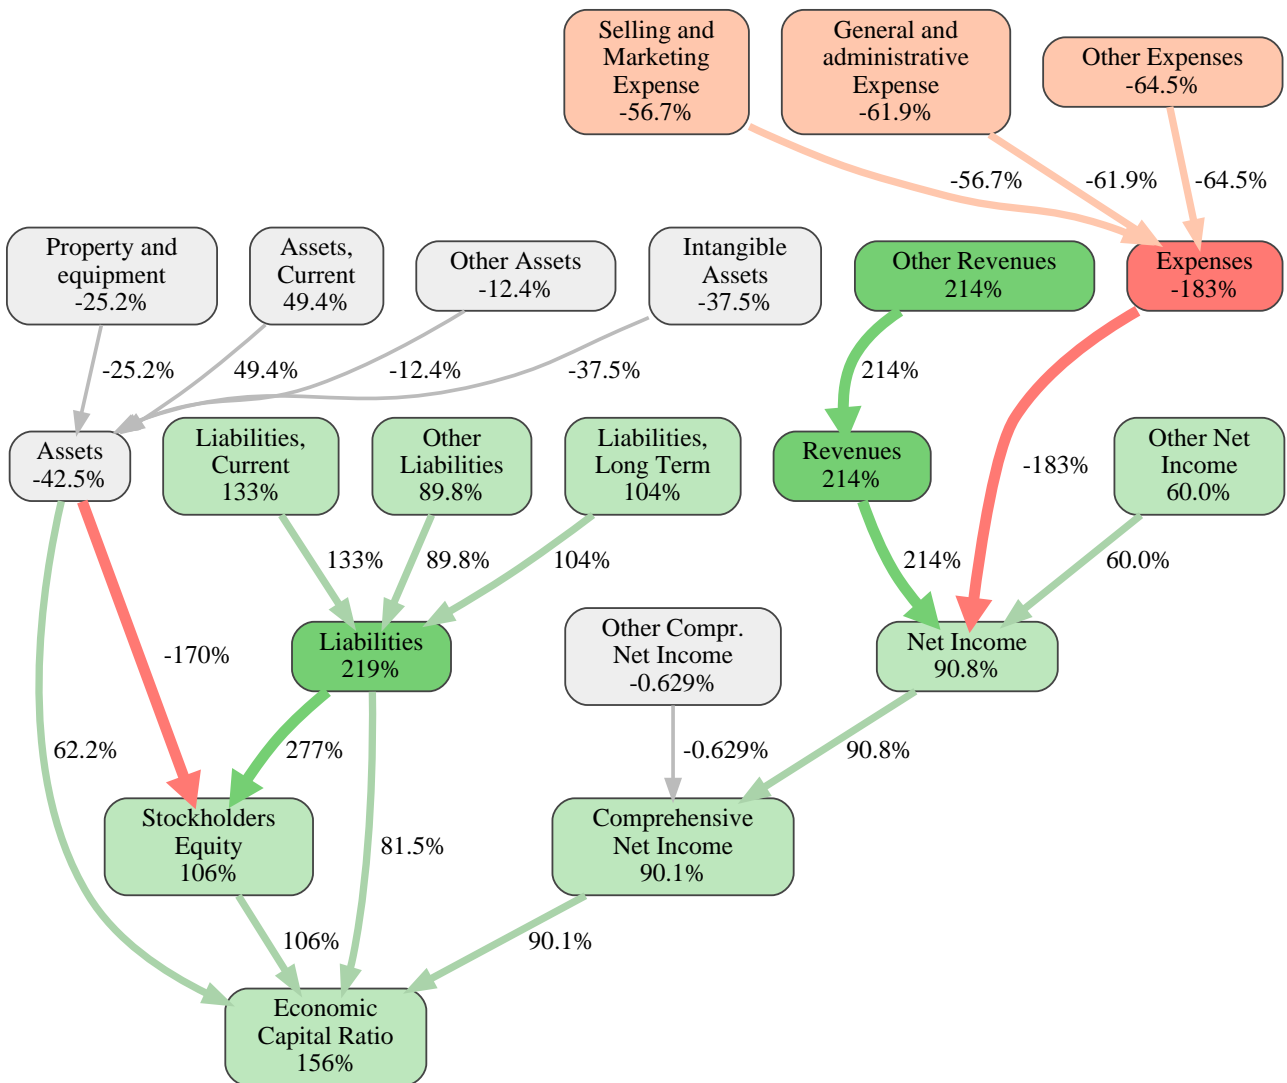 Selling and
Marketing
Expense
-56.7%
General and
administrative
Expense
-61.9%
Other Expenses
-64.5%
-56.7%
-61.9%
-64.5%
Property and
equipment
-25.2%
Assets,
Current
49.4%
Other Assets
-12.4%
Intangible
Assets
-37.5%
Other Revenues
214%
Expenses
-183%
-25.2%
49.4%
-12.4%
-37.5%
214%
Assets
-42.5%
Liabilities,
Current
133%
Other
Liabilities
89.8%
Liabilities,
Long Term
104%
Revenues
214%
-183%
Other Net
Income
60.0%
133%
89.8%
104%
214%
60.0%
-170%
Liabilities
219%
Other Compr.
Net Income
-0.629%
Net Income
90.8%
62.2%
277%
-0.629%
90.8%
Stockholders
Equity
106%
81.5%
Comprehensive
Net Income
90.1%
106%
90.1%
Economic
Capital Ratio
156%